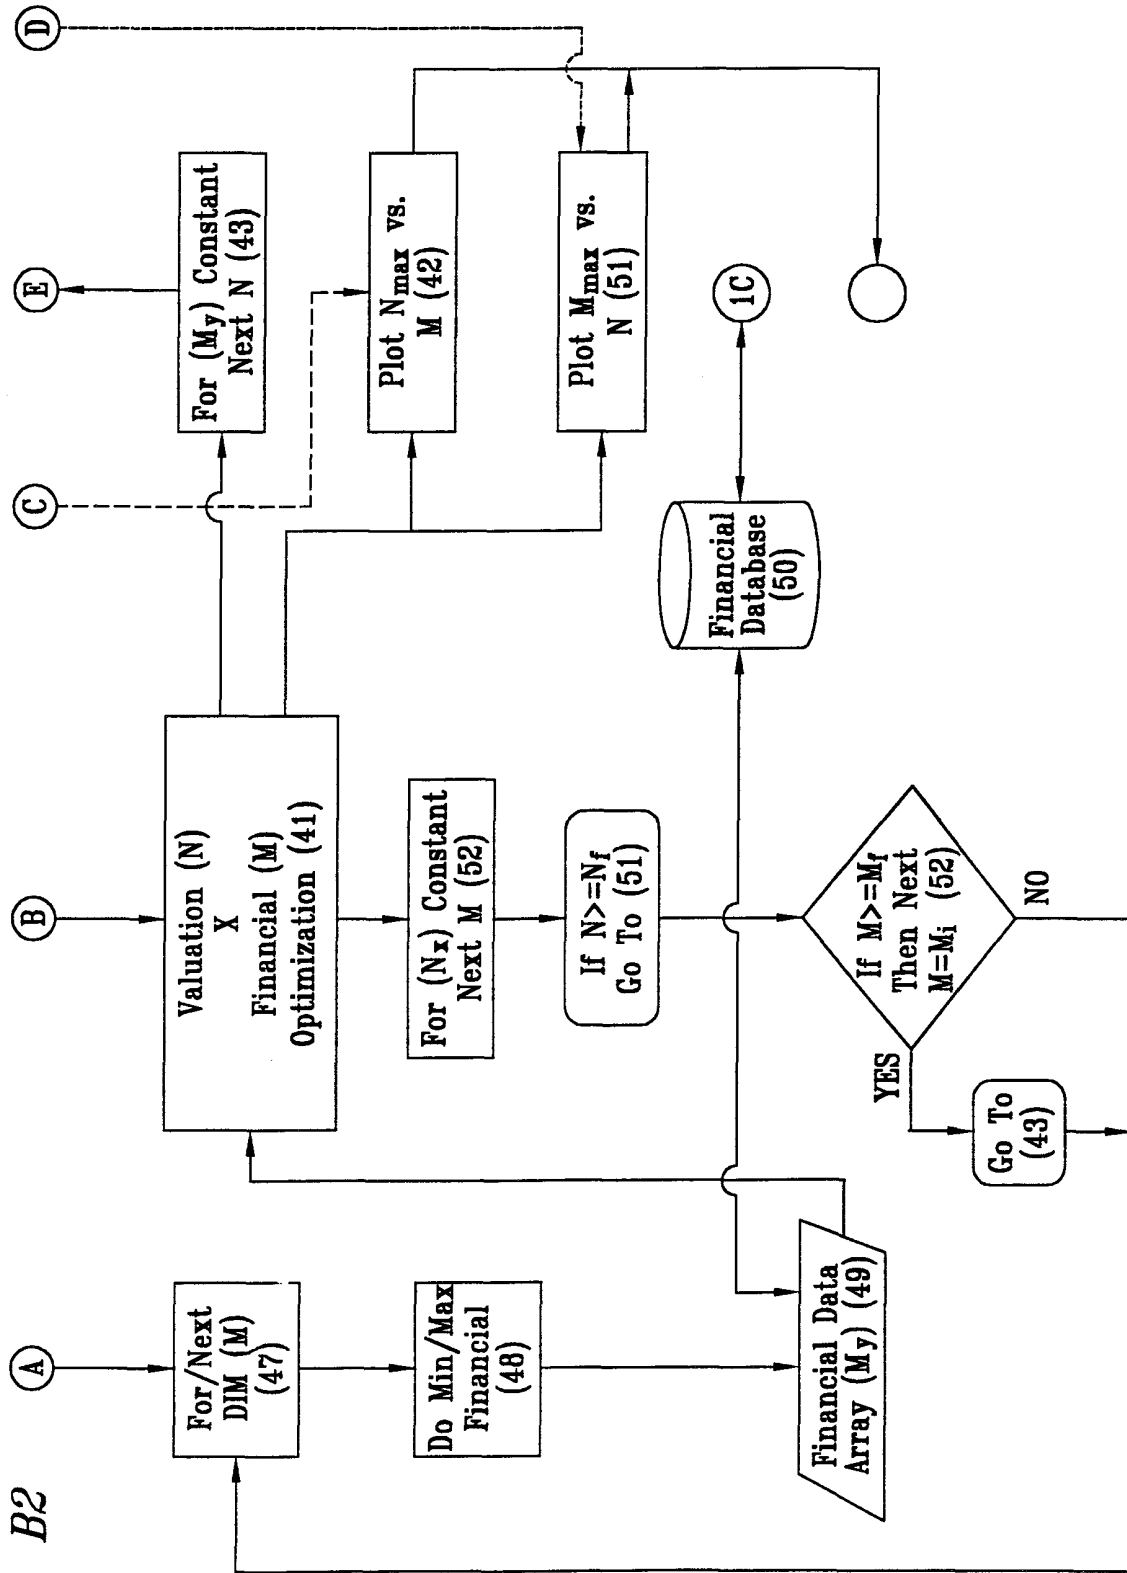 B2
A
B
C
E
D
For/Next
DIM (M)
(47)
Valuation (N)
X
Financial (M)
Optimization (41)
For (My) Constant
Next N (43)
Do Min/Max
Financial
(48)
For (Nx) Constant
Next M (52)
Plot Nmax vs.
M (42)
If N>=Nf
Go To (51)
Plot Mmax vs.
N (51)
Financial
Database
(50)
1C
Financial Data
Array (My) (49)
If M>=Mf
Then Next
M=Mi (52)
YES
NO
Go To
(43)